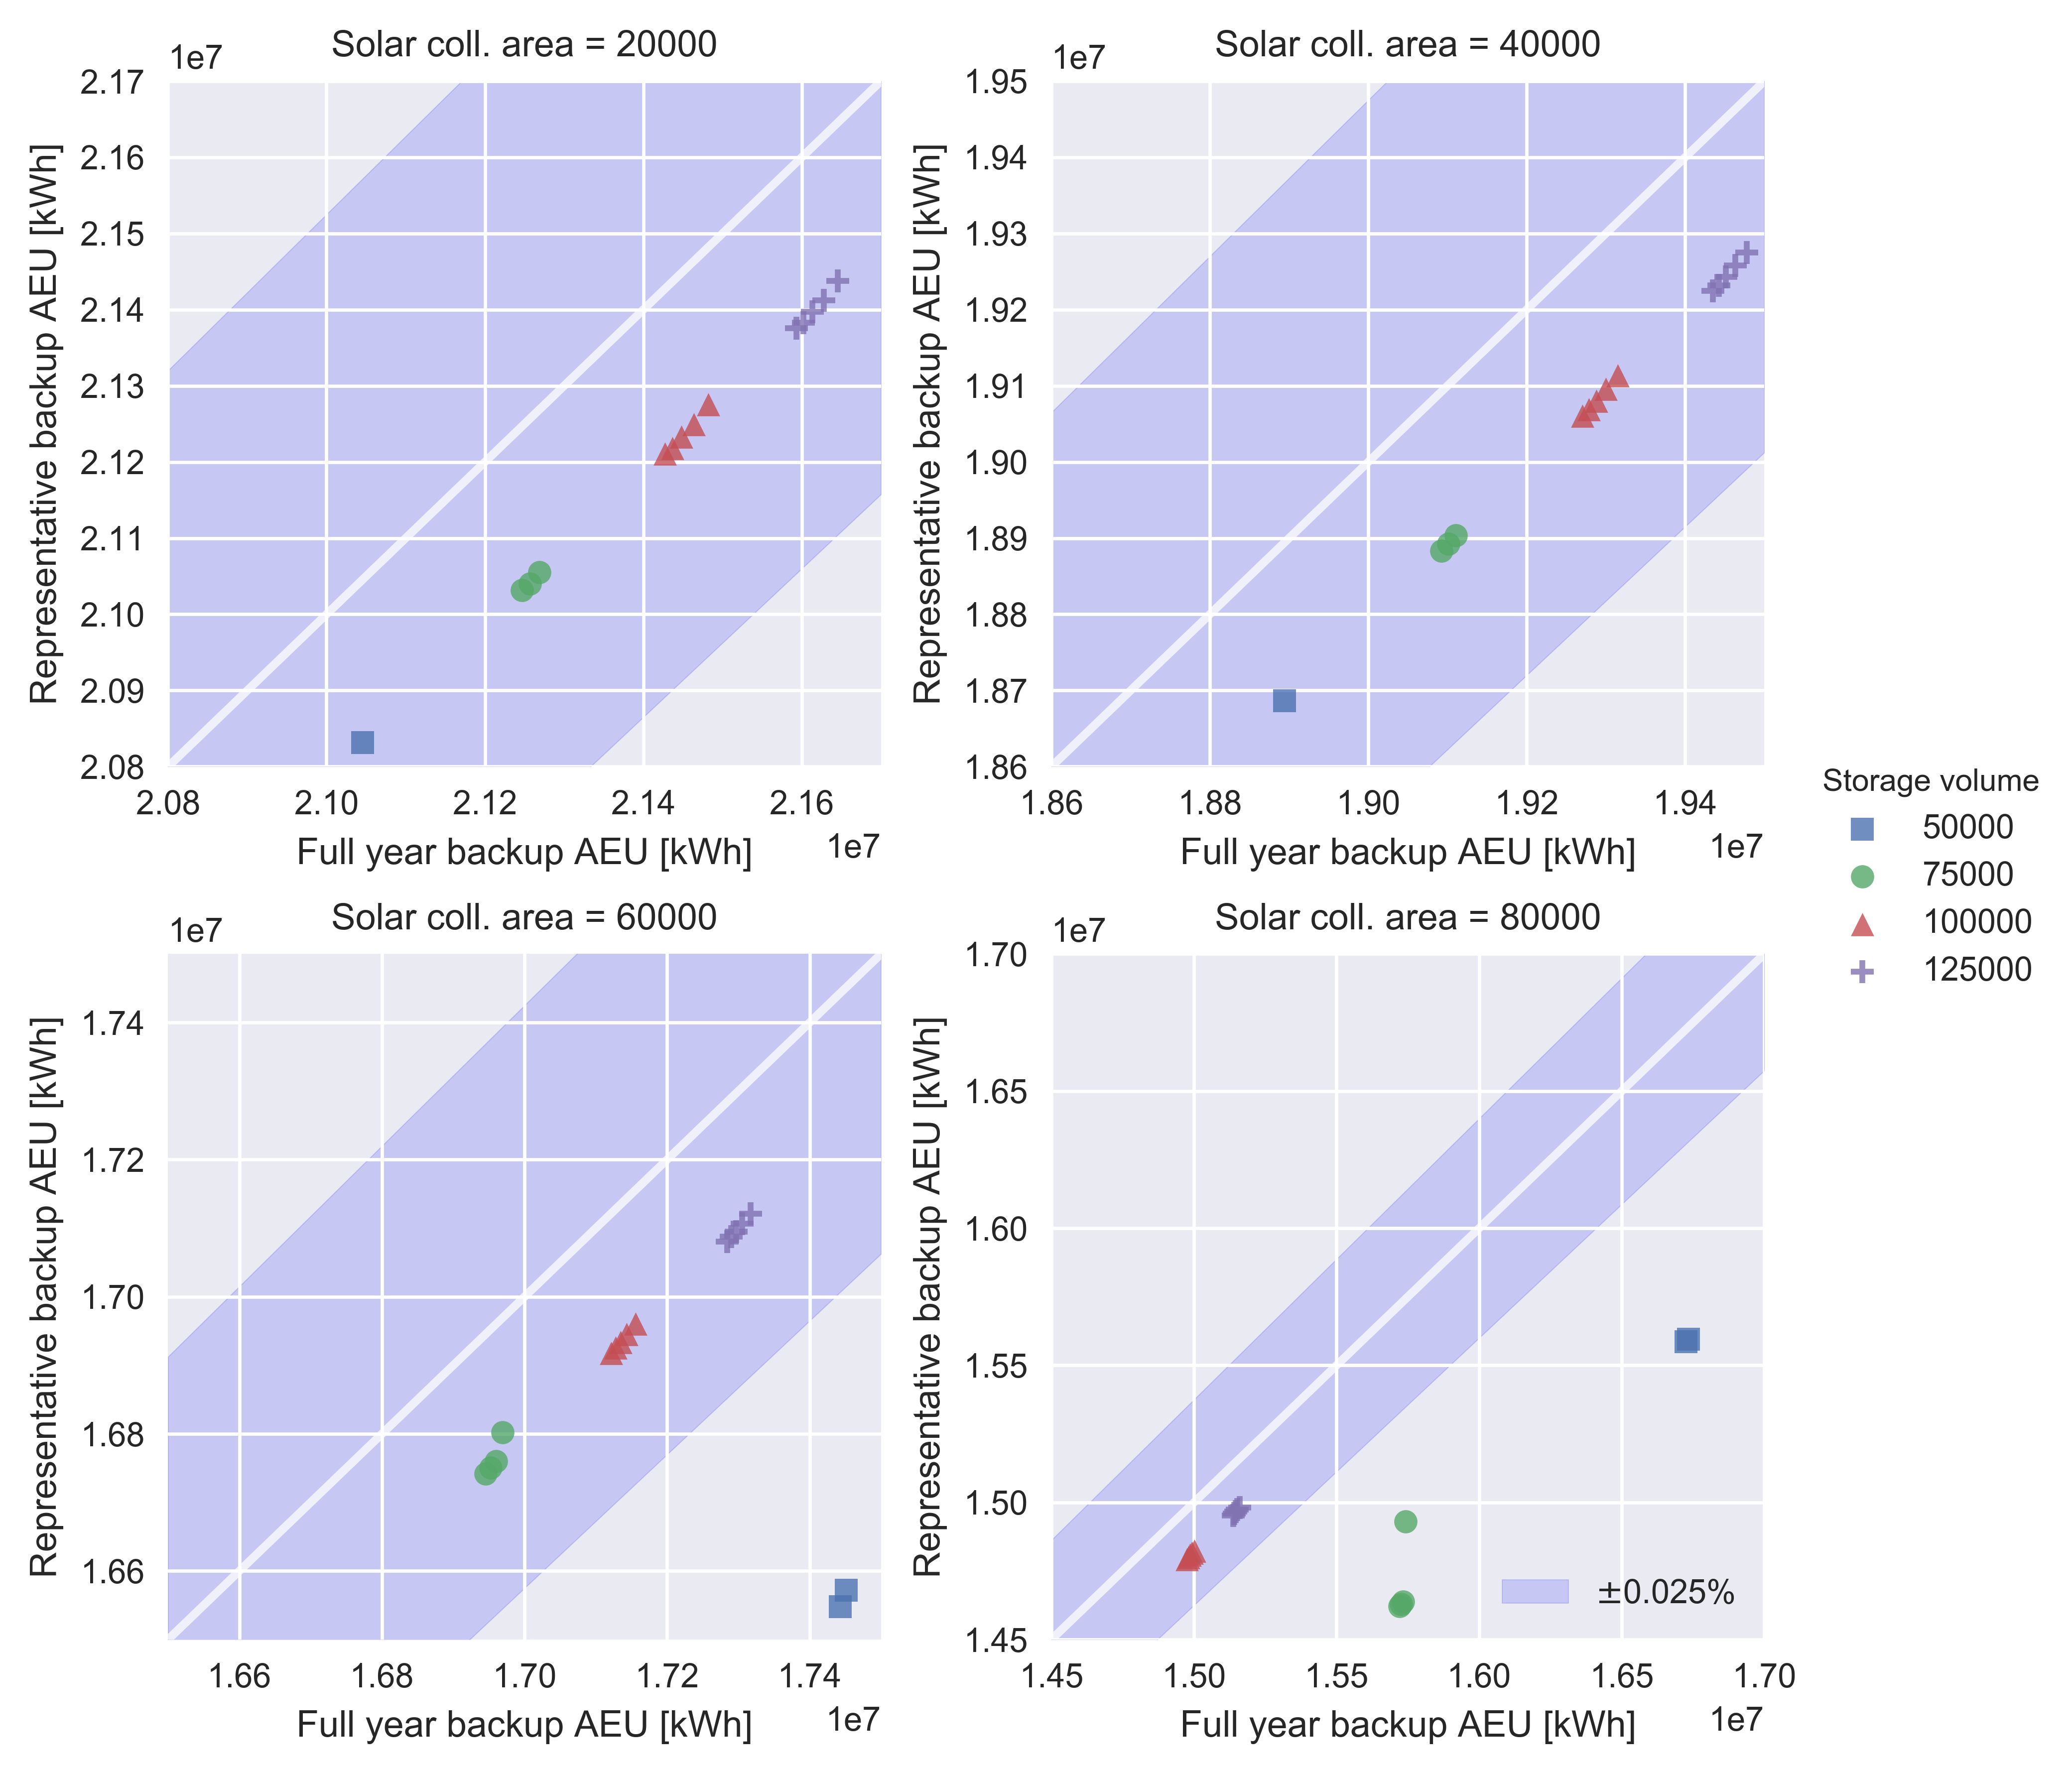 Solar coll. area = 20000
1e7
2.17
2.16
2.15
2.14
2.13
2.12
2.11
2.10
2.09
2.08
Representative backup AEU [kWh]
2.08 2.10 2.12 2.14 2.16
Full year backup AEU [kWh]
1e7
Solar coll. area = 40000
1e7
1.95
1.94
1.93
1.92
1.91
1.90
1.89
1.88
1.87
1.86
Representative backup AEU [kWh]
1.86 1.88 1.90 1.92 1.94
Full year backup AEU [kWh]
1e7
Storage volume
50000
75000
100000
125000
Solar coll. area = 60000
1e7
1.74
1.72
1.70
1.68
1.66
Representative backup AEU [kWh]
1.66 1.68 1.70 1.72 1.74
Full year backup AEU [kWh]
1e7
Solar coll. area = 80000
1e7
1.70
1.65
1.60
1.55
1.50
1.45
Representative backup AEU [kWh]
±0.025%
1.45 1.50 1.55 1.60 1.65 1.70
Full year backup AEU [kWh]
1e7